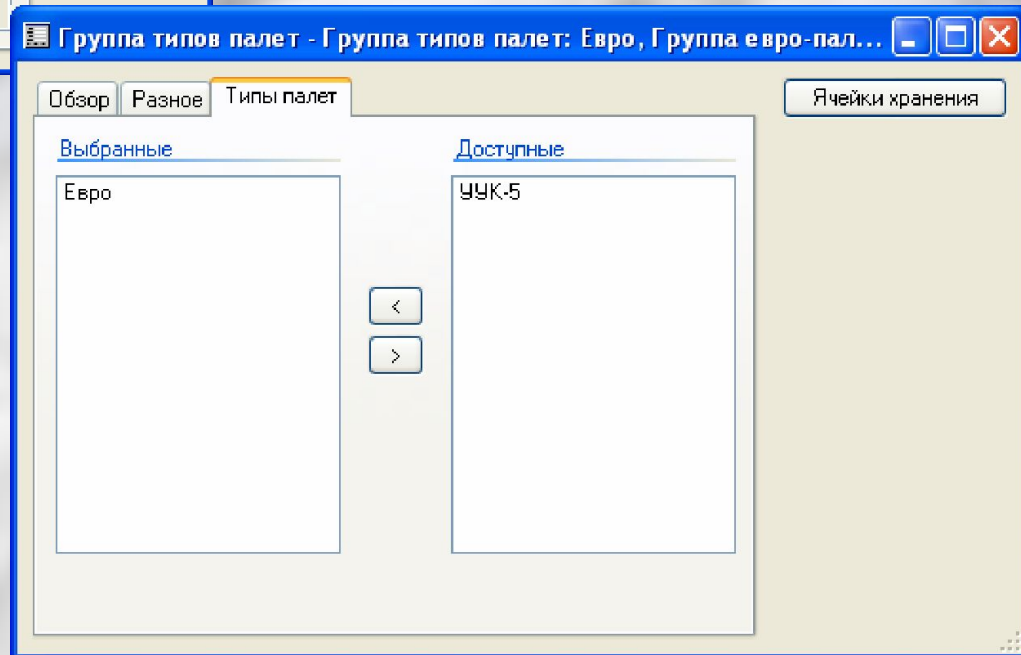 Группа типов палет - Группа типов палет: Евро, Группа евро-пал...
Обзор Разное Типы палет
Ячейки хранения
Выбранные Доступные
Евро УУК-5
<
>